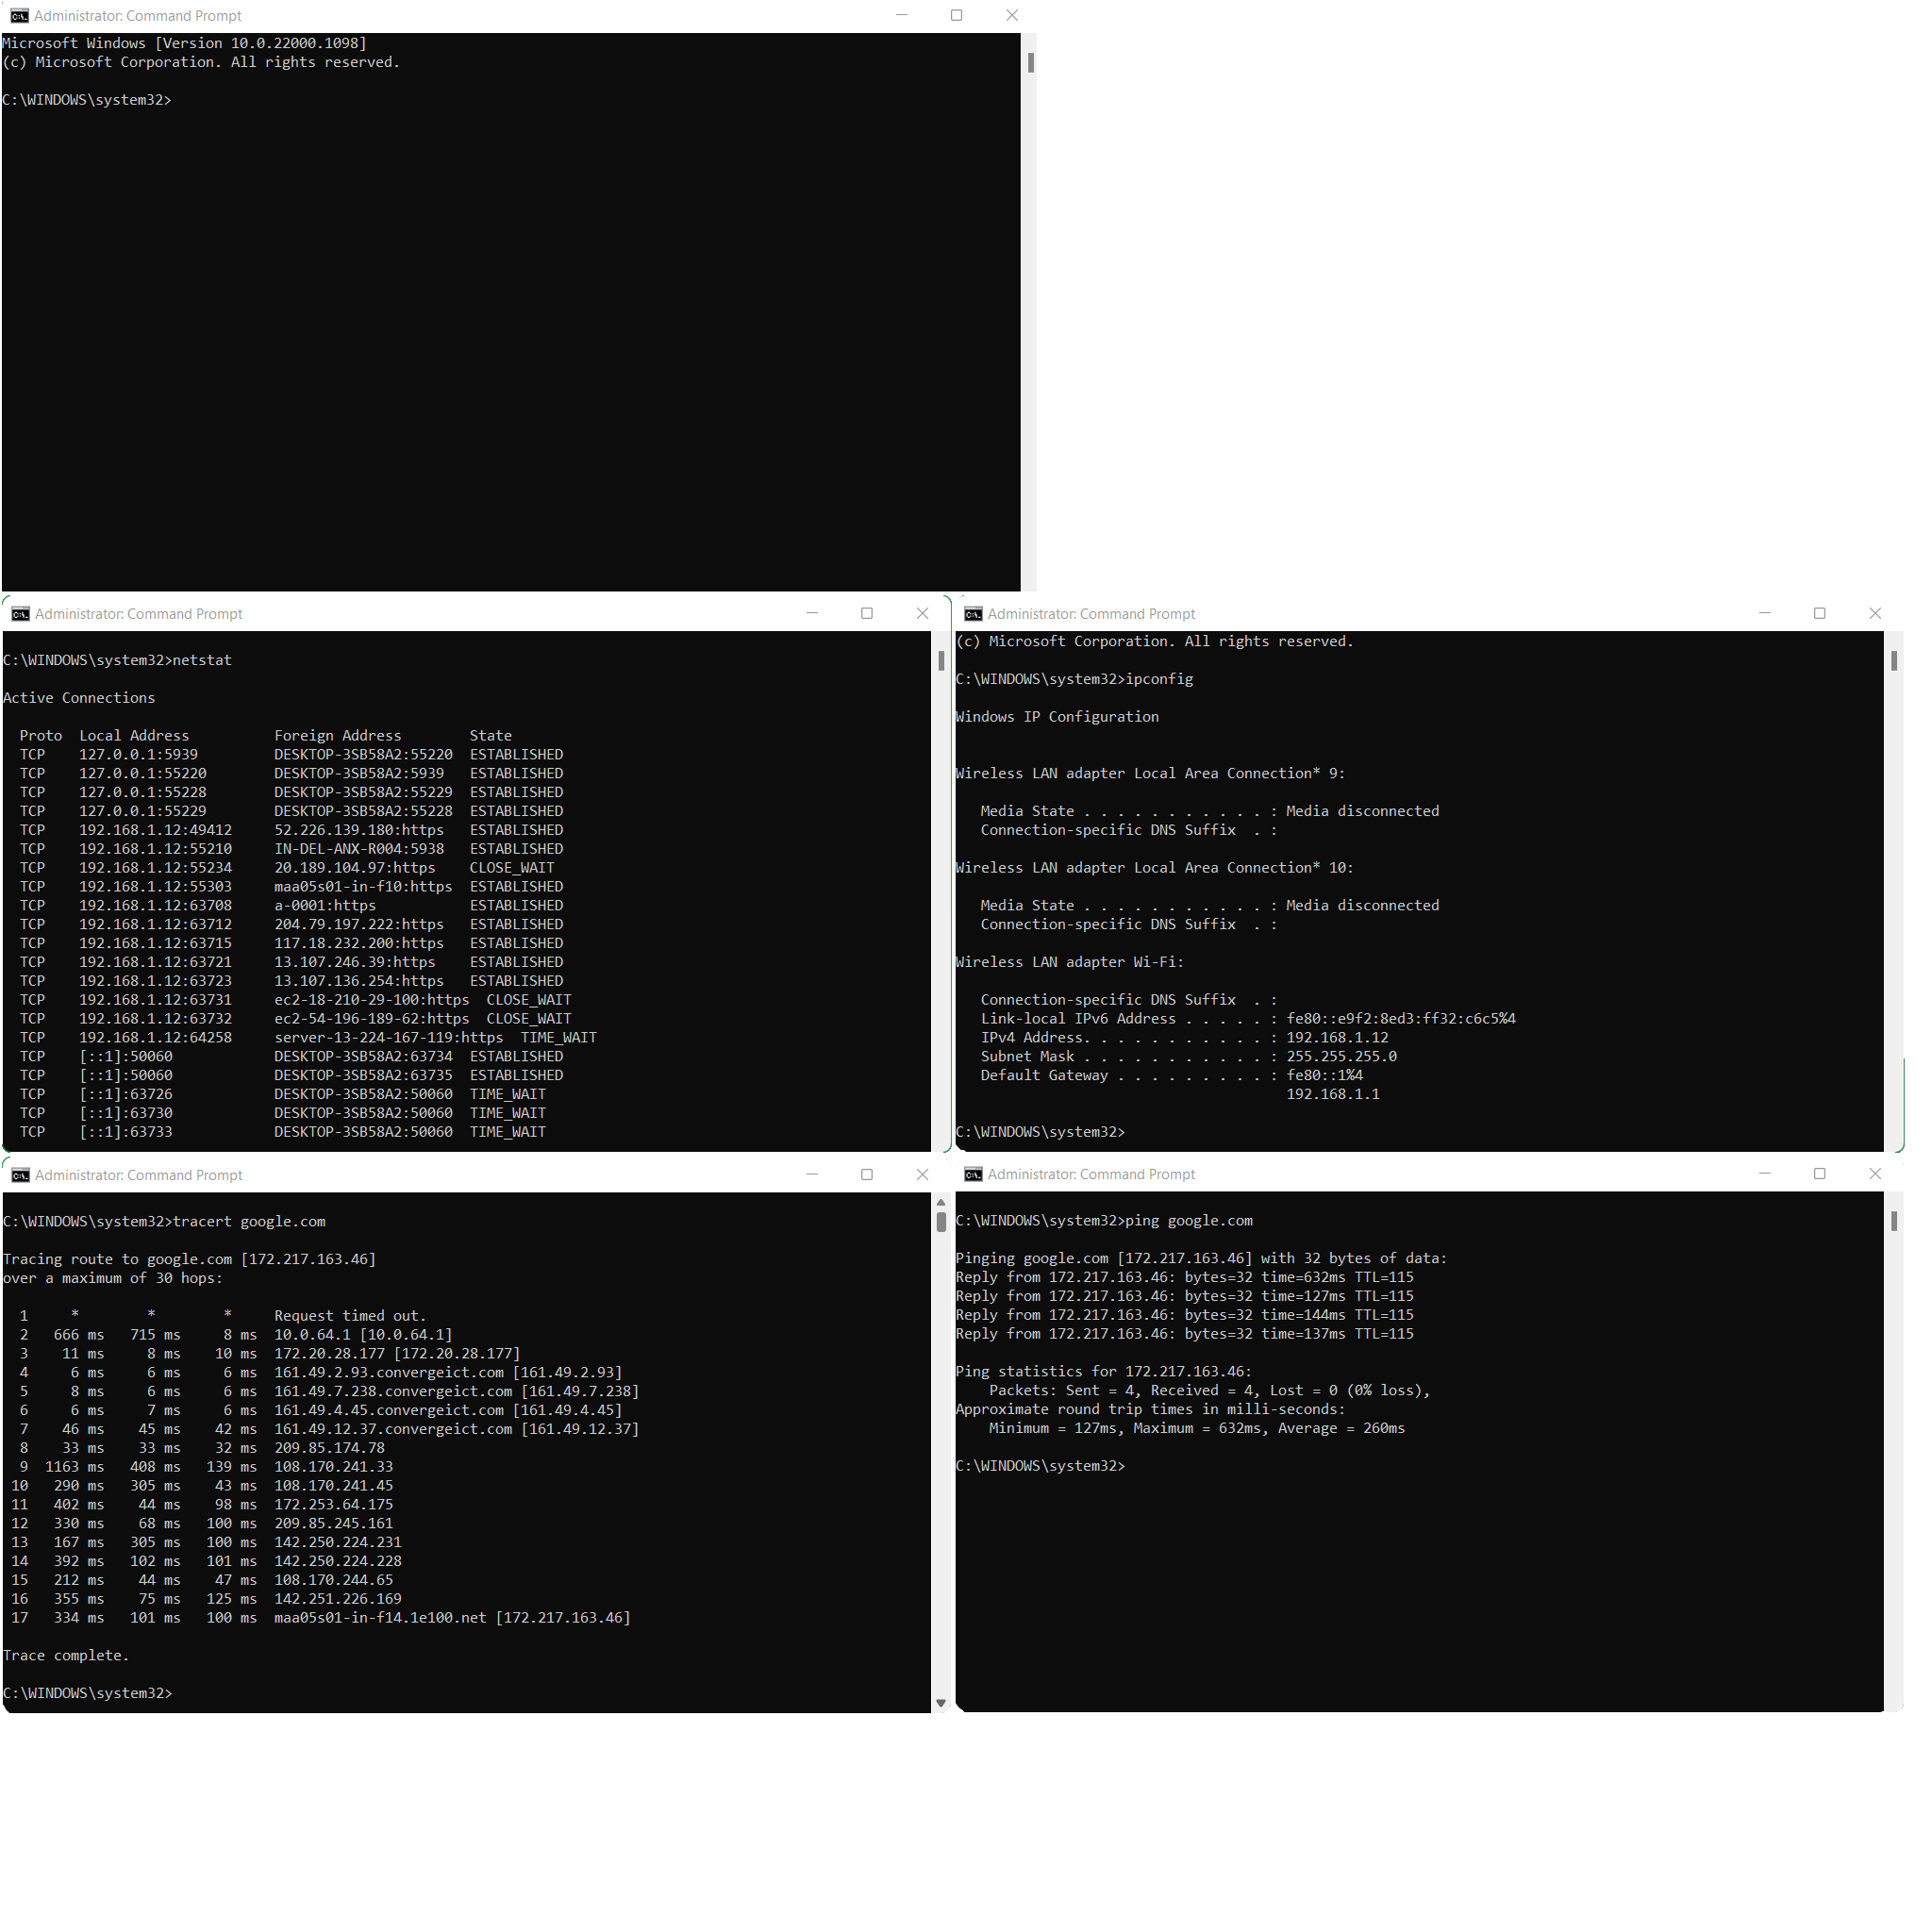 Administrator: Command Prompt
Microsoft Windows [Version 10.0.22000.1098]
(c) Microsoft Corporation. All rights reserved.
C:\WINDOWS\system32>
Administrator: Command Prompt
C:\WINDOWS\system32>netstat
Active Connections
Proto  Local Address          Foreign Address        State
TCP    127.0.0.1:5939         DESKTOP-3SB58A2:55220  ESTABLISHED
TCP    127.0.0.1:55220        DESKTOP-3SB58A2:5939   ESTABLISHED
TCP    127.0.0.1:55228        DESKTOP-3SB58A2:55229  ESTABLISHED
TCP    127.0.0.1:55229        DESKTOP-3SB58A2:55228  ESTABLISHED
TCP    192.168.1.12:49412     52.226.139.180:https   ESTABLISHED
TCP    192.168.1.12:55210     IN-DEL-ANX-R004:5938   ESTABLISHED
TCP    192.168.1.12:55234     20.189.104.97:https    CLOSE_WAIT
TCP    192.168.1.12:55303     maa05s01-in-f10:https  ESTABLISHED
TCP    192.168.1.12:63708     a-0001:https           ESTABLISHED
TCP    192.168.1.12:63712     204.79.197.222:https   ESTABLISHED
TCP    192.168.1.12:63715     117.18.232.200:https   ESTABLISHED
TCP    192.168.1.12:63721     13.107.246.39:https    ESTABLISHED
TCP    192.168.1.12:63723     13.107.136.254:https   ESTABLISHED
TCP    192.168.1.12:63731     ec2-18-210-29-100:https  CLOSE_WAIT
TCP    192.168.1.12:63732     ec2-54-196-189-62:https  CLOSE_WAIT
TCP    192.168.1.12:64258     server-13-224-167-119:https  TIME_WAIT
TCP    [::1]:50060            DESKTOP-3SB58A2:63734  ESTABLISHED
TCP    [::1]:50060            DESKTOP-3SB58A2:63735  ESTABLISHED
TCP    [::1]:63726            DESKTOP-3SB58A2:50060  TIME_WAIT
TCP    [::1]:63730            DESKTOP-3SB58A2:50060  TIME_WAIT
TCP    [::1]:63733            DESKTOP-3SB58A2:50060  TIME_WAIT
Administrator: Command Prompt
(c) Microsoft Corporation. All rights reserved.
C:\WINDOWS\system32>ipconfig
Windows IP Configuration
Wireless LAN adapter Local Area Connection* 9:
Media State . . . . . . . . . . . : Media disconnected
Connection-specific DNS Suffix  . :
Wireless LAN adapter Local Area Connection* 10:
Media State . . . . . . . . . . . : Media disconnected
Connection-specific DNS Suffix  . :
Wireless LAN adapter Wi-Fi:
Connection-specific DNS Suffix  . :
Link-local IPv6 Address . . . . . : fe80::e9f2:8ed3:ff32:c6c5%4
IPv4 Address. . . . . . . . . . . : 192.168.1.12
Subnet Mask . . . . . . . . . . . : 255.255.255.0
Default Gateway . . . . . . . . . : fe80::1%4
192.168.1.1
C:\WINDOWS\system32>
Administrator: Command Prompt
C:\WINDOWS\system32>tracert google.com
Tracing route to google.com [172.217.163.46]
over a maximum of 30 hops:
1     *        *        *     Request timed out.
2   666 ms   715 ms     8 ms  10.0.64.1 [10.0.64.1]
3    11 ms     8 ms    10 ms  172.20.28.177 [172.20.28.177]
4     6 ms     6 ms     6 ms  161.49.2.93.convergeict.com [161.49.2.93]
5     8 ms     6 ms     6 ms  161.49.7.238.convergeict.com [161.49.7.238]
6     6 ms     7 ms     6 ms  161.49.4.45.convergeict.com [161.49.4.45]
7    46 ms    45 ms    42 ms  161.49.12.37.convergeict.com [161.49.12.37]
8    33 ms    33 ms    32 ms  209.85.174.78
9  1163 ms   408 ms   139 ms  108.170.241.33
10   290 ms   305 ms    43 ms  108.170.241.45
11   402 ms    44 ms    98 ms  172.253.64.175
12   330 ms    68 ms   100 ms  209.85.245.161
13   167 ms   305 ms   100 ms  142.250.224.231
14   392 ms   102 ms   101 ms  142.250.224.228
15   212 ms    44 ms    47 ms  108.170.244.65
16   355 ms    75 ms   125 ms  142.251.226.169
17   334 ms   101 ms   100 ms  maa05s01-in-f14.1e100.net [172.217.163.46]
Trace complete.
C:\WINDOWS\system32>
Administrator: Command Prompt
C:\WINDOWS\system32>ping google.com
Pinging google.com [172.217.163.46] with 32 bytes of data:
Reply from 172.217.163.46: bytes=32 time=632ms TTL=115
Reply from 172.217.163.46: bytes=32 time=127ms TTL=115
Reply from 172.217.163.46: bytes=32 time=144ms TTL=115
Reply from 172.217.163.46: bytes=32 time=137ms TTL=115
Ping statistics for 172.217.163.46:
Packets: Sent = 4, Received = 4, Lost = 0 (0% loss),
Approximate round trip times in milli-seconds:
Minimum = 127ms, Maximum = 632ms, Average = 260ms
C:\WINDOWS\system32>